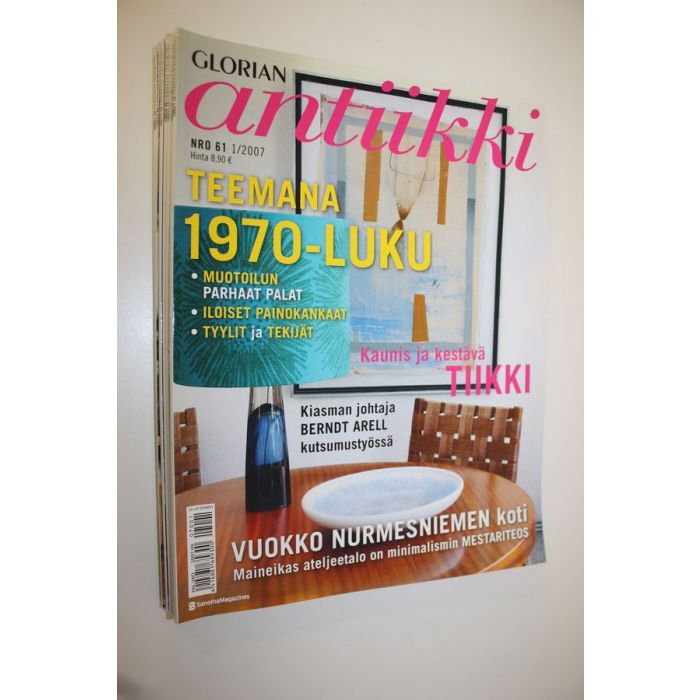 GLORIAN
antiikki
NRO 61 1/2007
Hinta 8,90 €
TEEMANA
1970-LUKU
• MUOTOILUN
PARHAAT PALAT
• ILOISET PAINOKANKAAT
• TYYLIT ja TEKIJÄT
Kaunis ja kestävä
TIIKKI
Kiasman johtaja
BERNDT ARELL
kutsumustyössä
VUOKKO NURMESNIEMEN koti
Maineikas ateljeetalo on minimalismin MESTARITEOS
SanomaMagazines